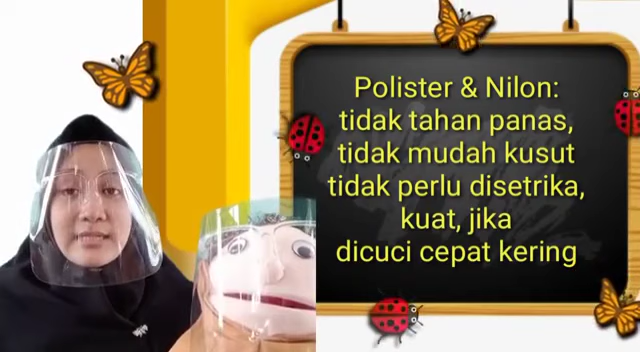 Polister & Nilon:
tidak tahan panas,
tidak mudah kusut
tidak perlu disetrika,
kuat, jika
dicuci cepat kering